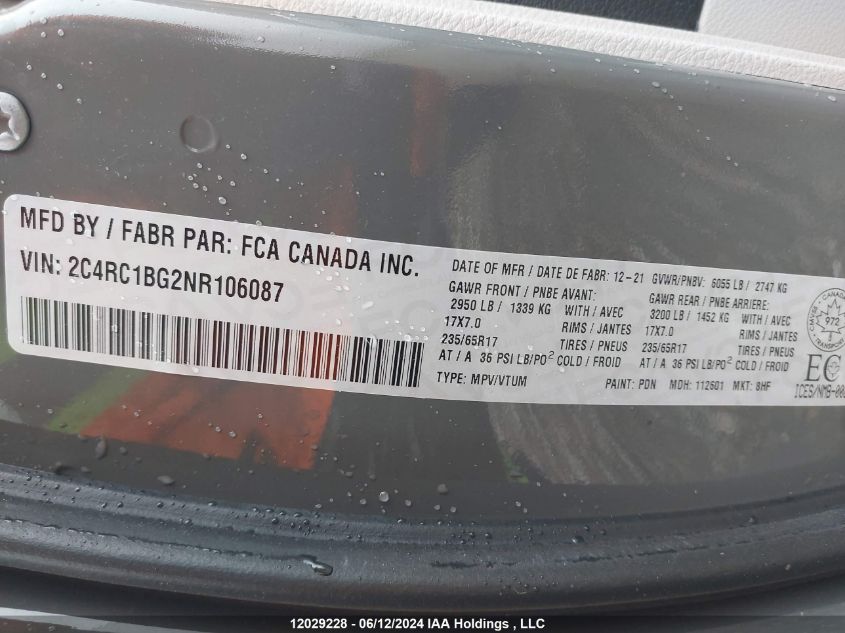 MFD BY / FABR PAR: FCA CANADA INC.
VIN: 2C4RC1BG2NR106087
DATE OF MFR / DATE DE FABR: 12-21 GVWR/PNBV: 6055 LB / 2747 KG
GAWR FRONT / PNBE AVANT:
2950 LB / 1339 KG WITH / AVEC
17X7.0 RIMS / JANTES
235/65R17 TIRES / PNEUS
AT / A 36 PSI LB/PO² COLD / FROID
GAWR REAR / PNBE ARRIERE:
3200 LB / 1452 KG WITH / AVEC
17X7.0 RIMS / JANTES
235/65R17 TIRES / PNEUS
AT / A 36 PSI LB/PO² COLD / FROID
TYPE: MPV/VTUM PAINT: PDN MDH: 112601 MKT: 8HF
CANADA
972
TRANSPORT
EC
12029228 - 06/12/2024 IAA Holdings , LLC